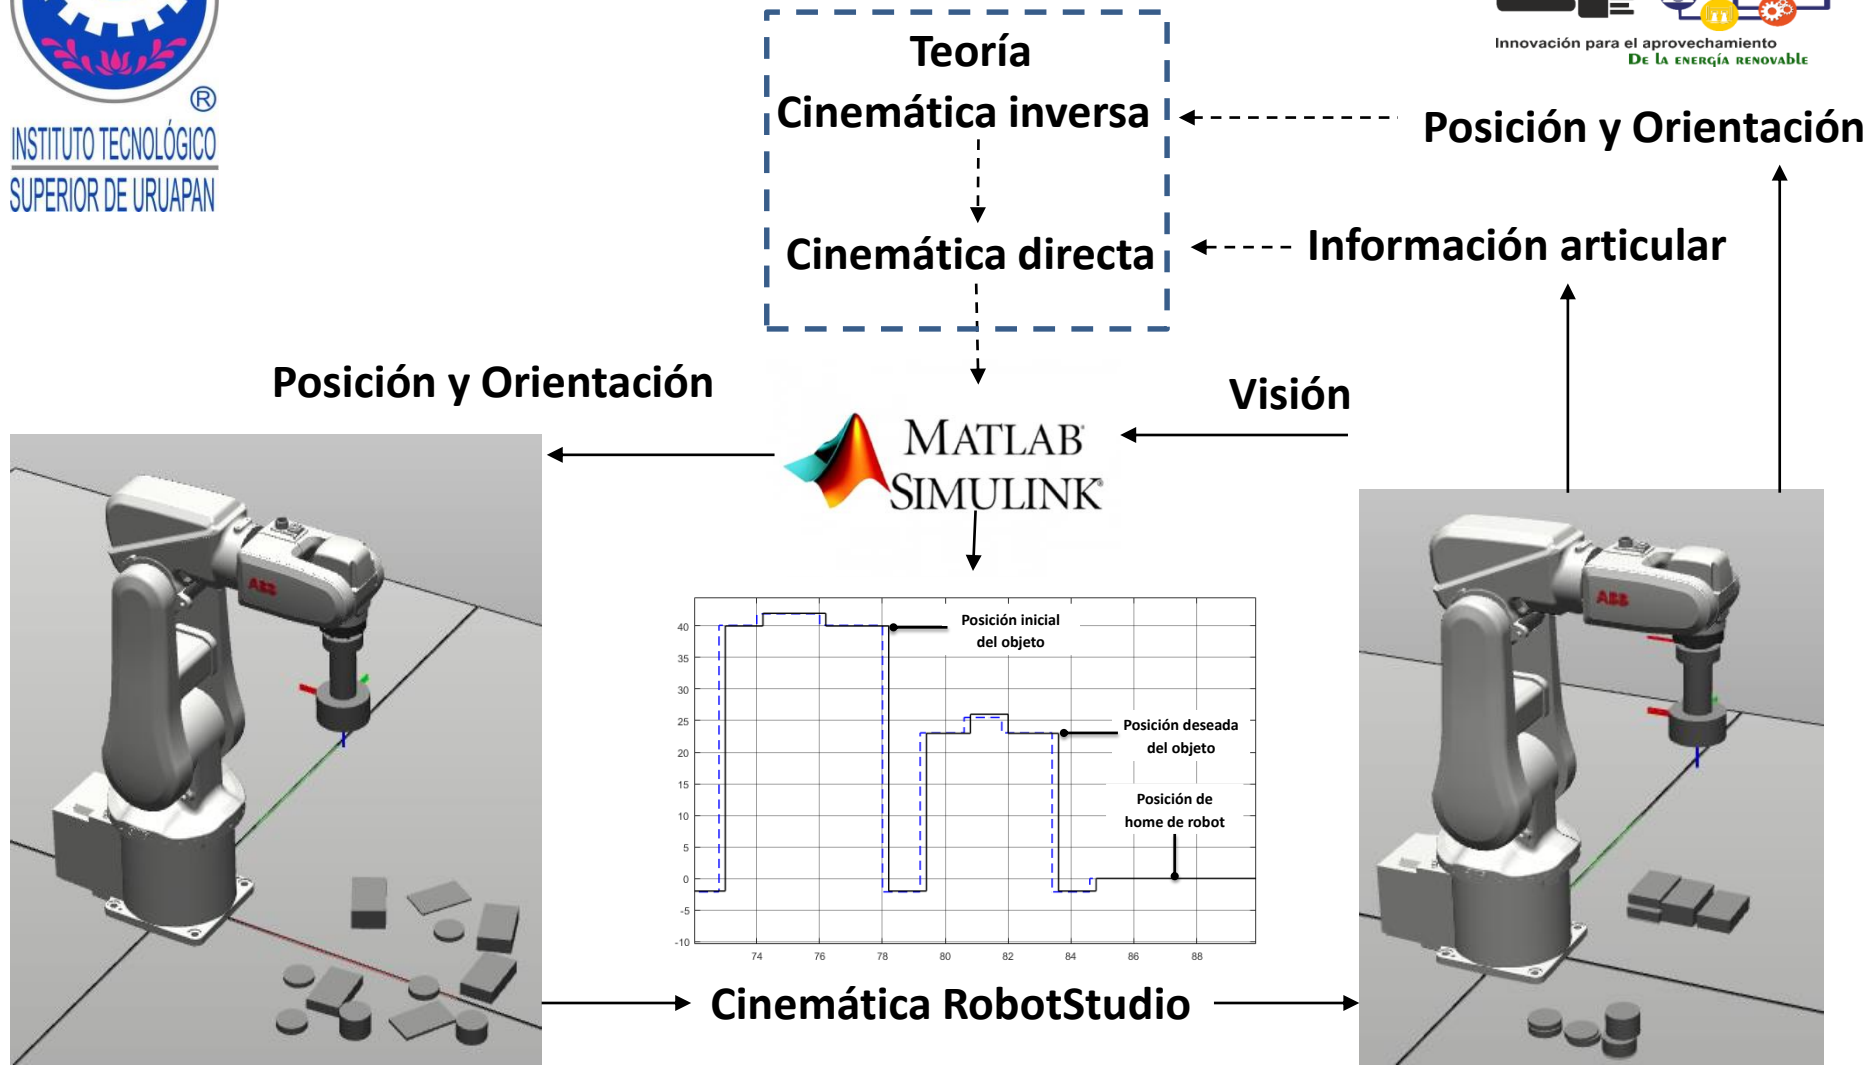 ®
INSTITUTO TECNOLÓGICO
SUPERIOR DE URUAPAN
Innovación para el aprovechamiento
De la energía renovable
Teoría
Cinemática inversa
Posición y Orientación
Cinemática directa
Información articular
Posición y Orientación
Visión
MATLAB®
SIMULINK®
ABB
ABB
Posición inicial
del objeto
Posición deseada
del objeto
Posición de
home de robot
40
35
30
25
20
15
10
5
0
-5
-10
74 76 78 80 82 84 86 88
Cinemática RobotStudio